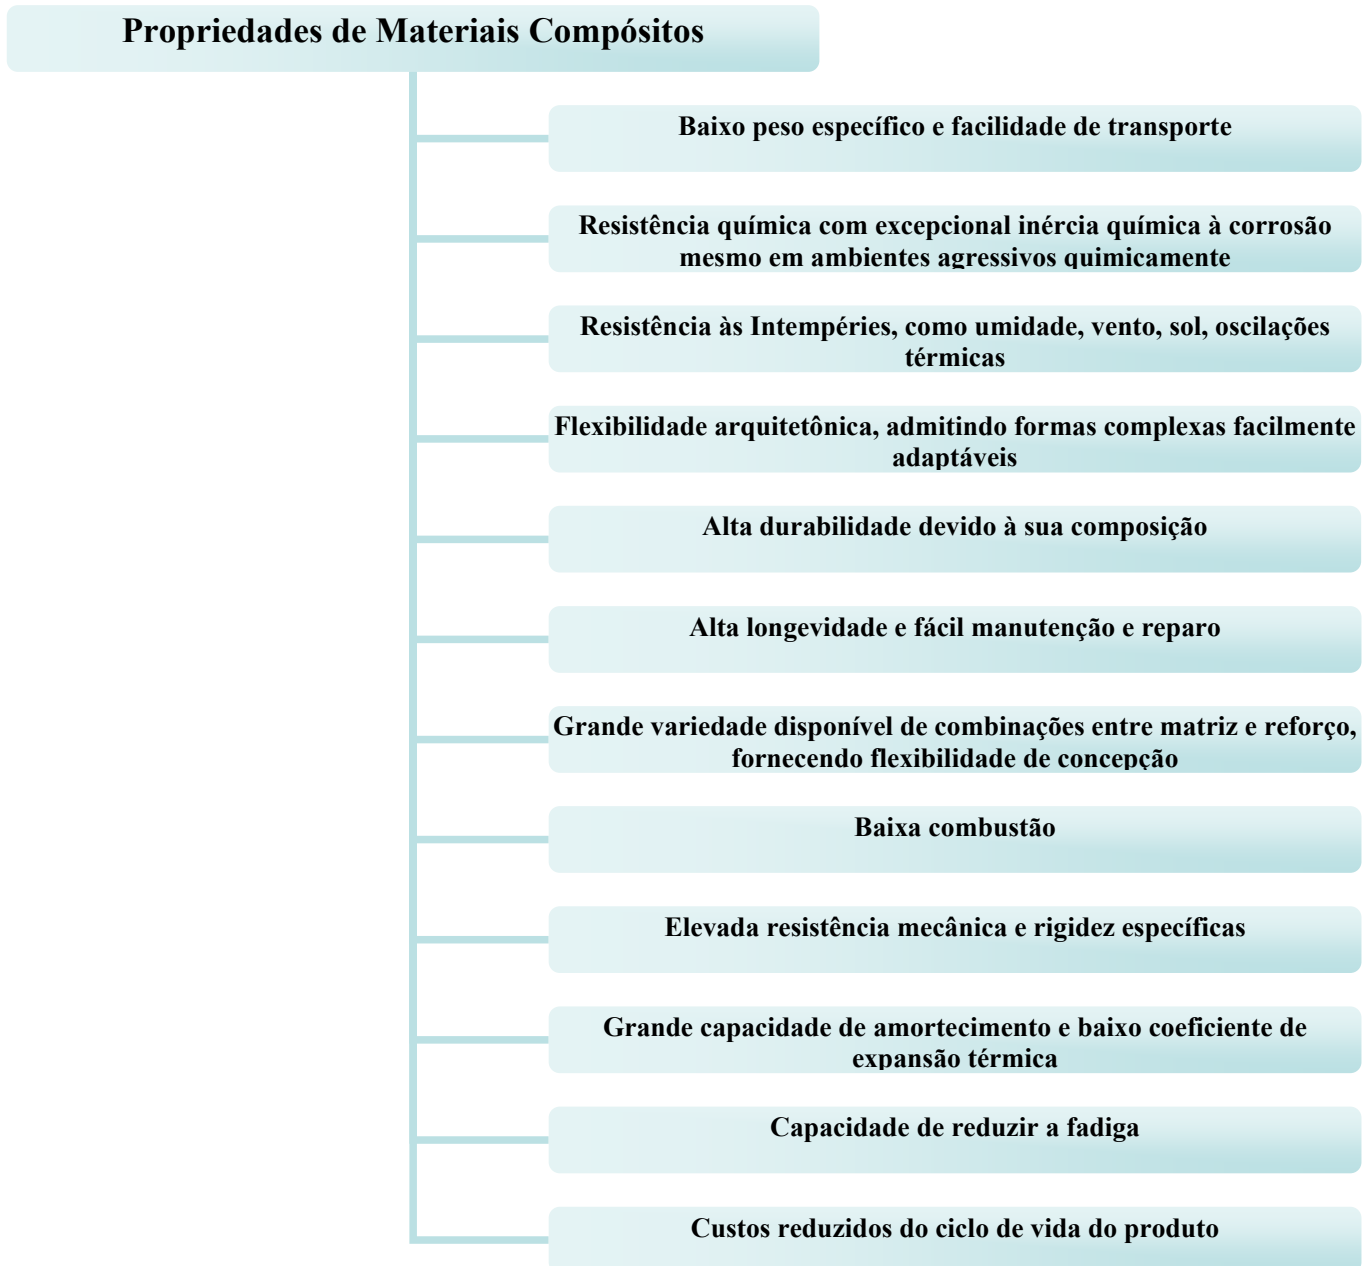 Propriedades de Materiais Compósitos
Baixo peso específico e facilidade de transporte
Resistência química com excepcional inércia química à corrosão
mesmo em ambientes agressivos quimicamente
Resistência às Intempéries, como umidade, vento, sol, oscilações
térmicas
Flexibilidade arquitetônica, admitindo formas complexas facilmente
adaptáveis
Alta durabilidade devido à sua composição
Alta longevidade e fácil manutenção e reparo
Grande variedade disponível de combinações entre matriz e reforço,
fornecendo flexibilidade de concepção
Baixa combustão
Elevada resistência mecânica e rigidez específicas
Grande capacidade de amortecimento e baixo coeficiente de
expansão térmica
Capacidade de reduzir a fadiga
Custos reduzidos do ciclo de vida do produto